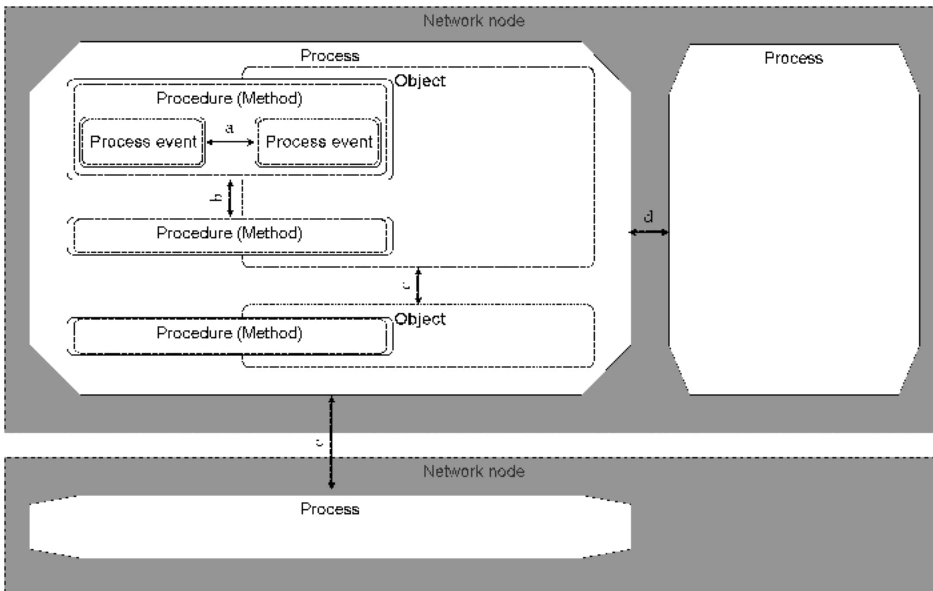 Network node
Process
Process
Object
Procedure (Method)
a
Process event
Process event
b
d
Procedure (Method)
c
Object
Procedure (Method)
Network node
Process